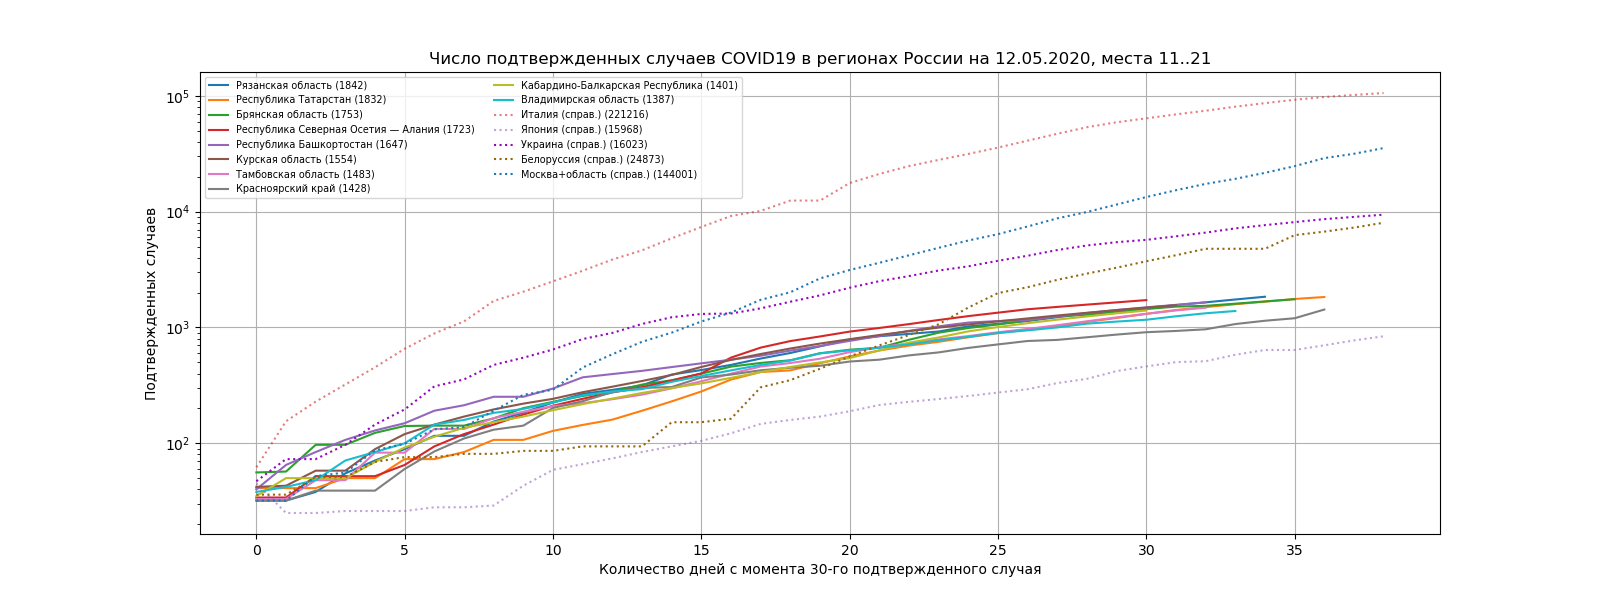 Число подтвержденных случаев COVID19 в регионах России на 12.05.2020, места 11..21
Рязанская область (1842)
Республика Татарстан (1832)
Брянская область (1753)
Республика Северная Осетия — Алания (1723)
Республика Башкортостан (1647)
Курская область (1554)
Тамбовская область (1483)
Красноярский край (1428)
Кабардино-Балкарская Республика (1401)
Владимирская область (1387)
Италия (справ.) (221216)
Япония (справ.) (15968)
Украина (справ.) (16023)
Белоруссия (справ.) (24873)
Москва+область (справ.) (144001)
Подтвержденных случаев
10⁵
10⁴
10³
10²
0 5 10 15 20 25 30 35
Количество дней с момента 30-го подтвержденного случая